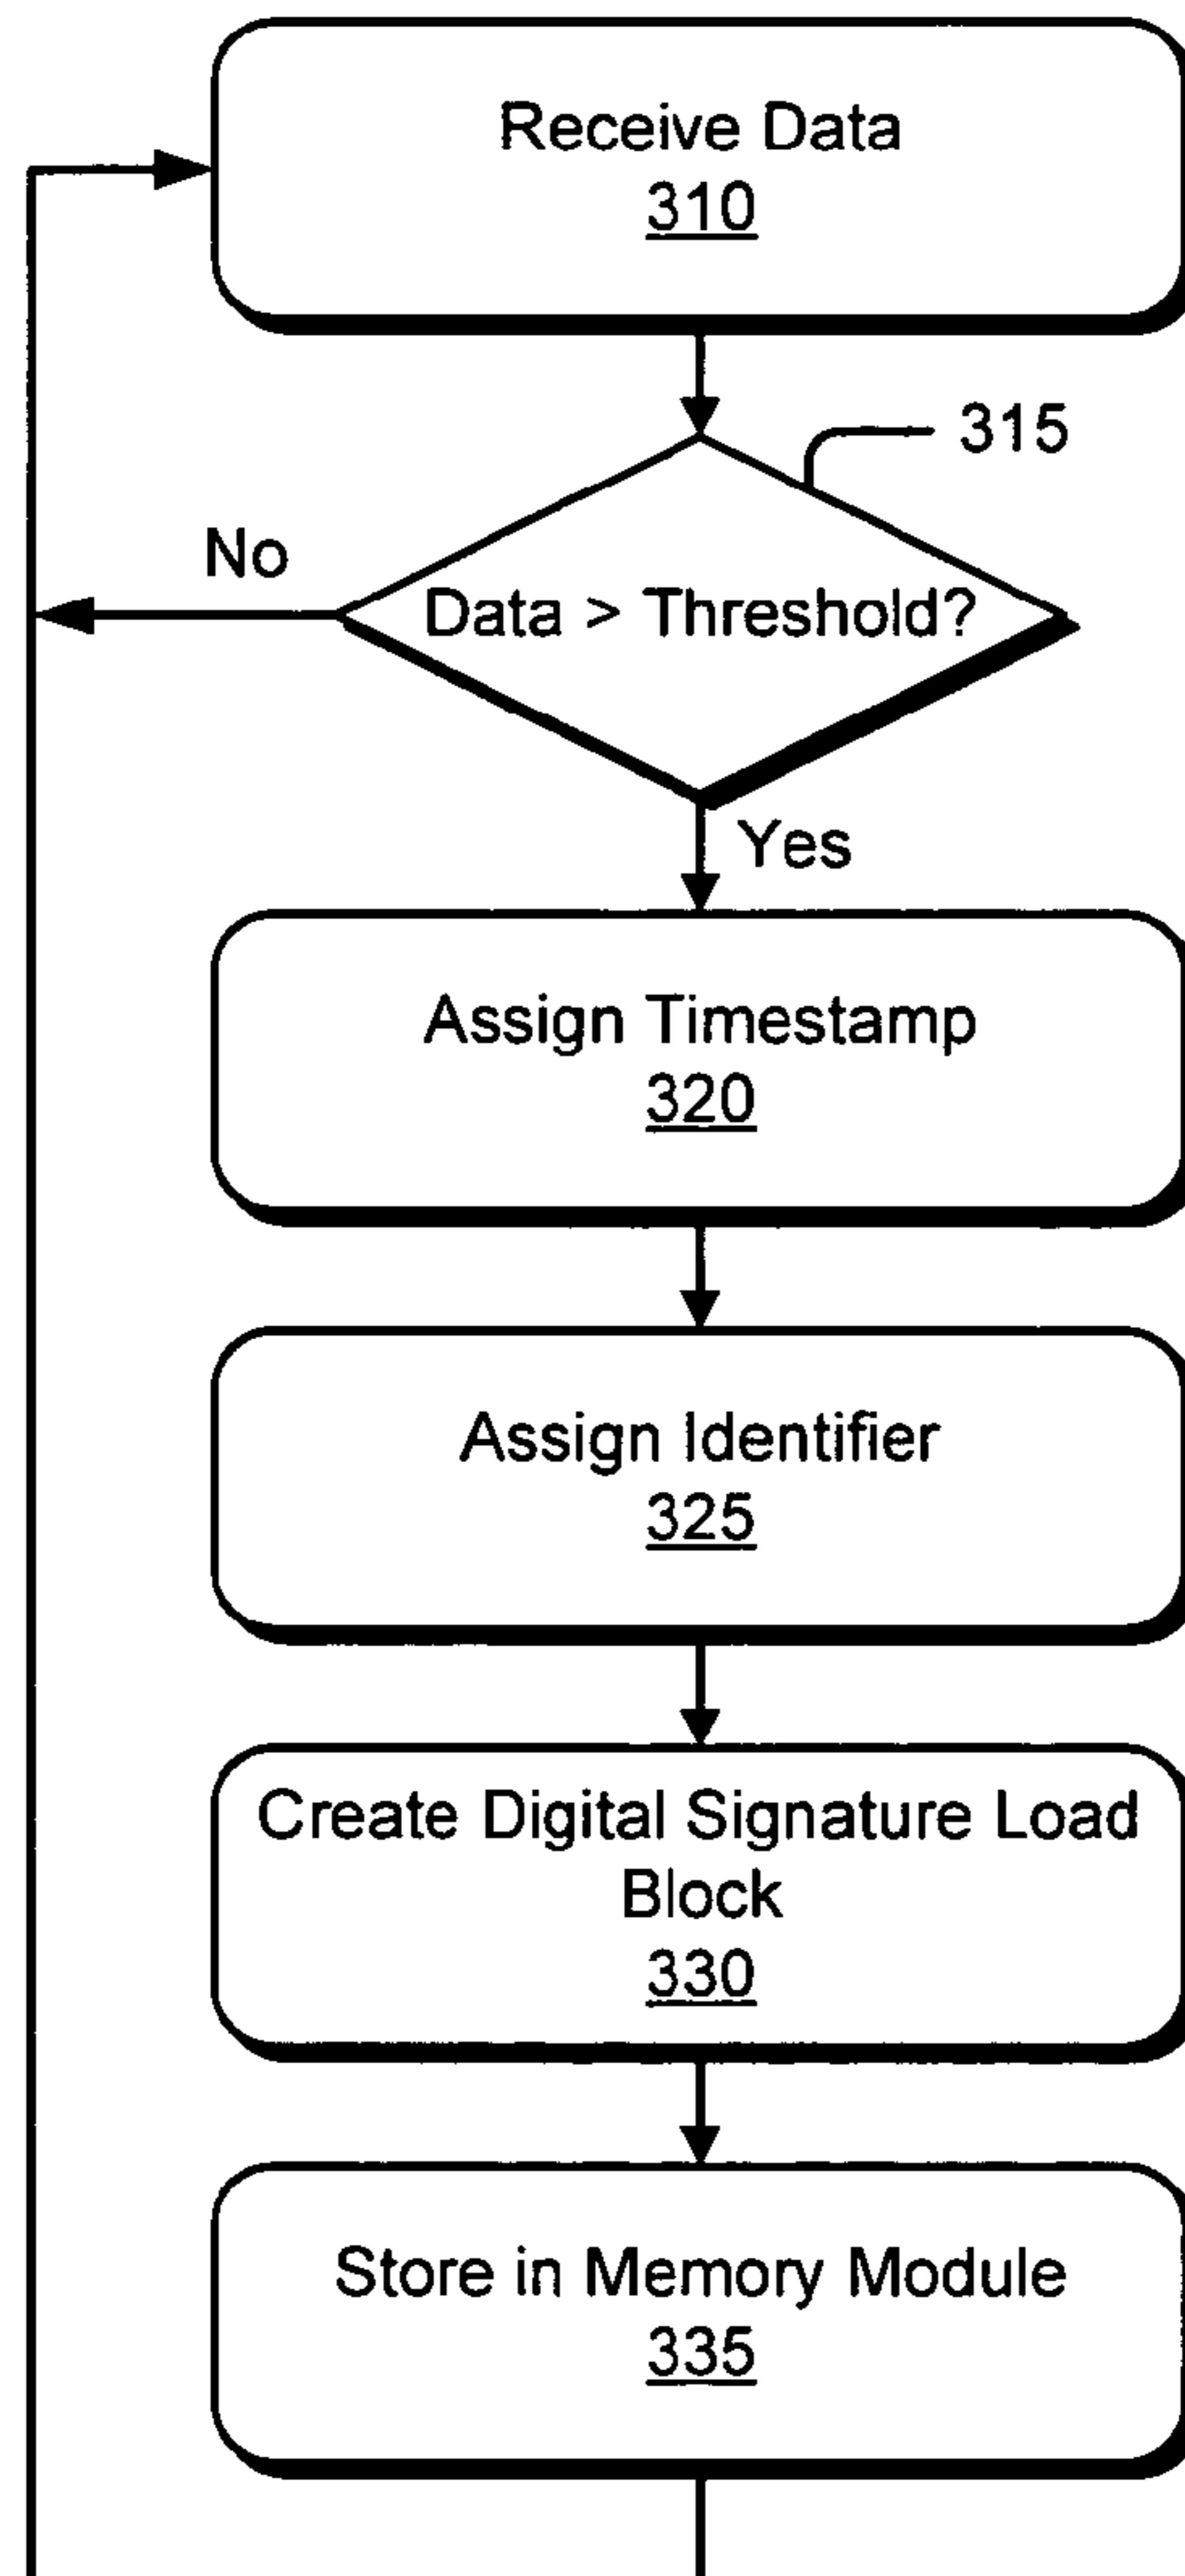 Receive Data
310
315
No
Data > Threshold?
Yes
Assign Timestamp
320
Assign Identifier
325
Create Digital Signature Load
Block
330
Store in Memory Module
335